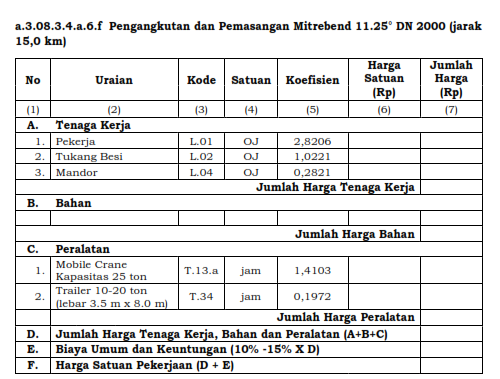 a.3.08.3.4.a.6.f Pengangkutan dan Pemasangan Mitrebend 11.25° DN 2000 (jarak
15,0 km)
No Uraian Kode Satuan Koefisien Harga Satuan (Rp) Jumlah Harga (Rp)
(1) (2) (3) (4) (5) (6) (7)
A. Tenaga Kerja
1. Pekerja L.01 OJ 2,8206
2. Tukang Besi L.02 OJ 1,0221
3. Mandor L.04 OJ 0,2821
Jumlah Harga Tenaga Kerja
B. Bahan
Jumlah Harga Bahan
C. Peralatan
1. Mobile Crane Kapasitas 25 ton T.13.a jam 1,4103
2. Trailer 10-20 ton (lebar 3.5 m x 8.0 m) T.34 jam 0,1972
Jumlah Harga Peralatan
D. Jumlah Harga Tenaga Kerja, Bahan dan Peralatan (A+B+C)
E. Biaya Umum dan Keuntungan (10% -15% X D)
F. Harga Satuan Pekerjaan (D + E)